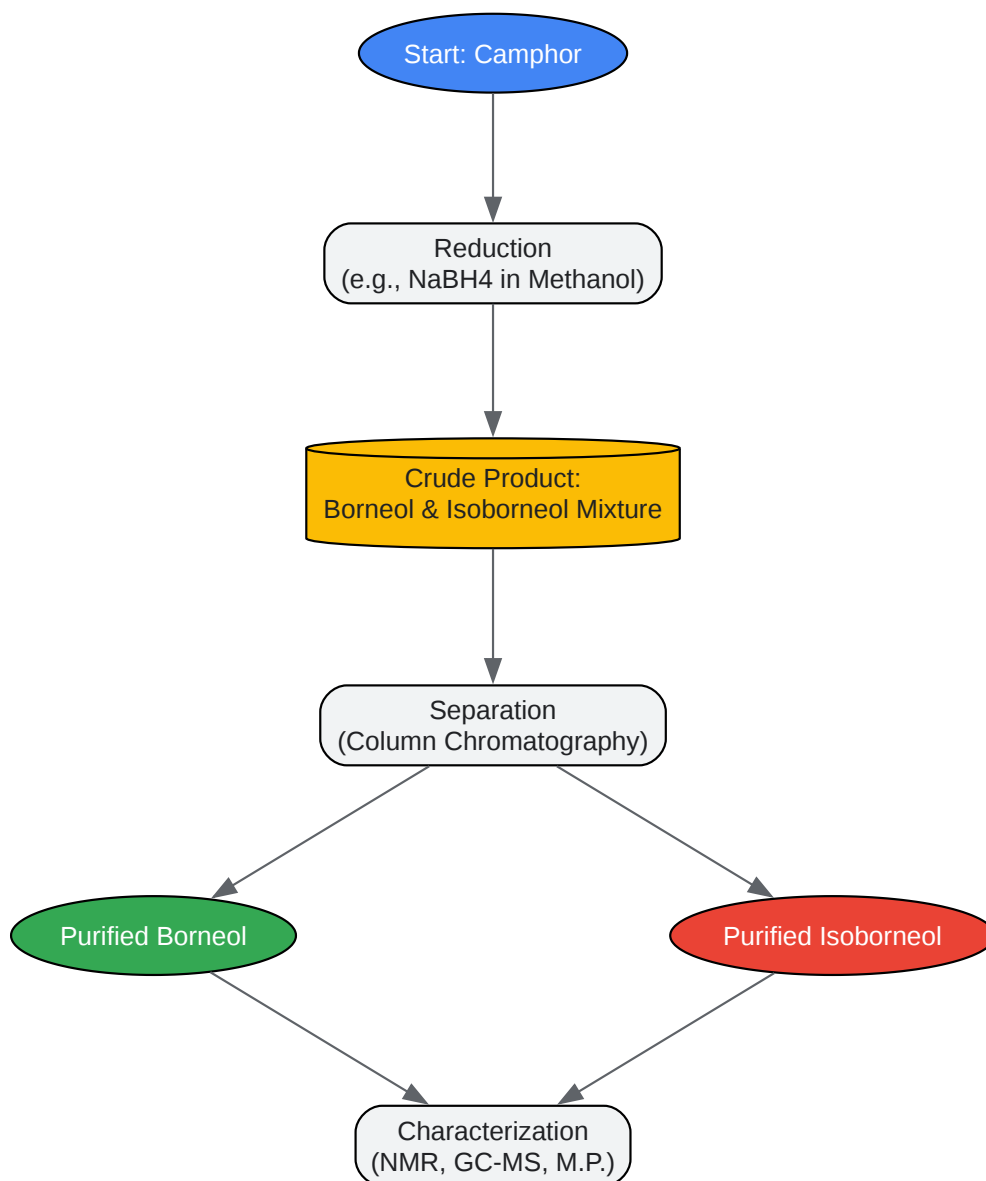 Start: Camphor
Reduction
(e.g., NaBH4 in Methanol)
Crude Product:
Borneol & Isoborneol Mixture
Separation
(Column Chromatography)
Purified Borneol
Purified Isoborneol
Characterization
(NMR, GC-MS, M.P.)